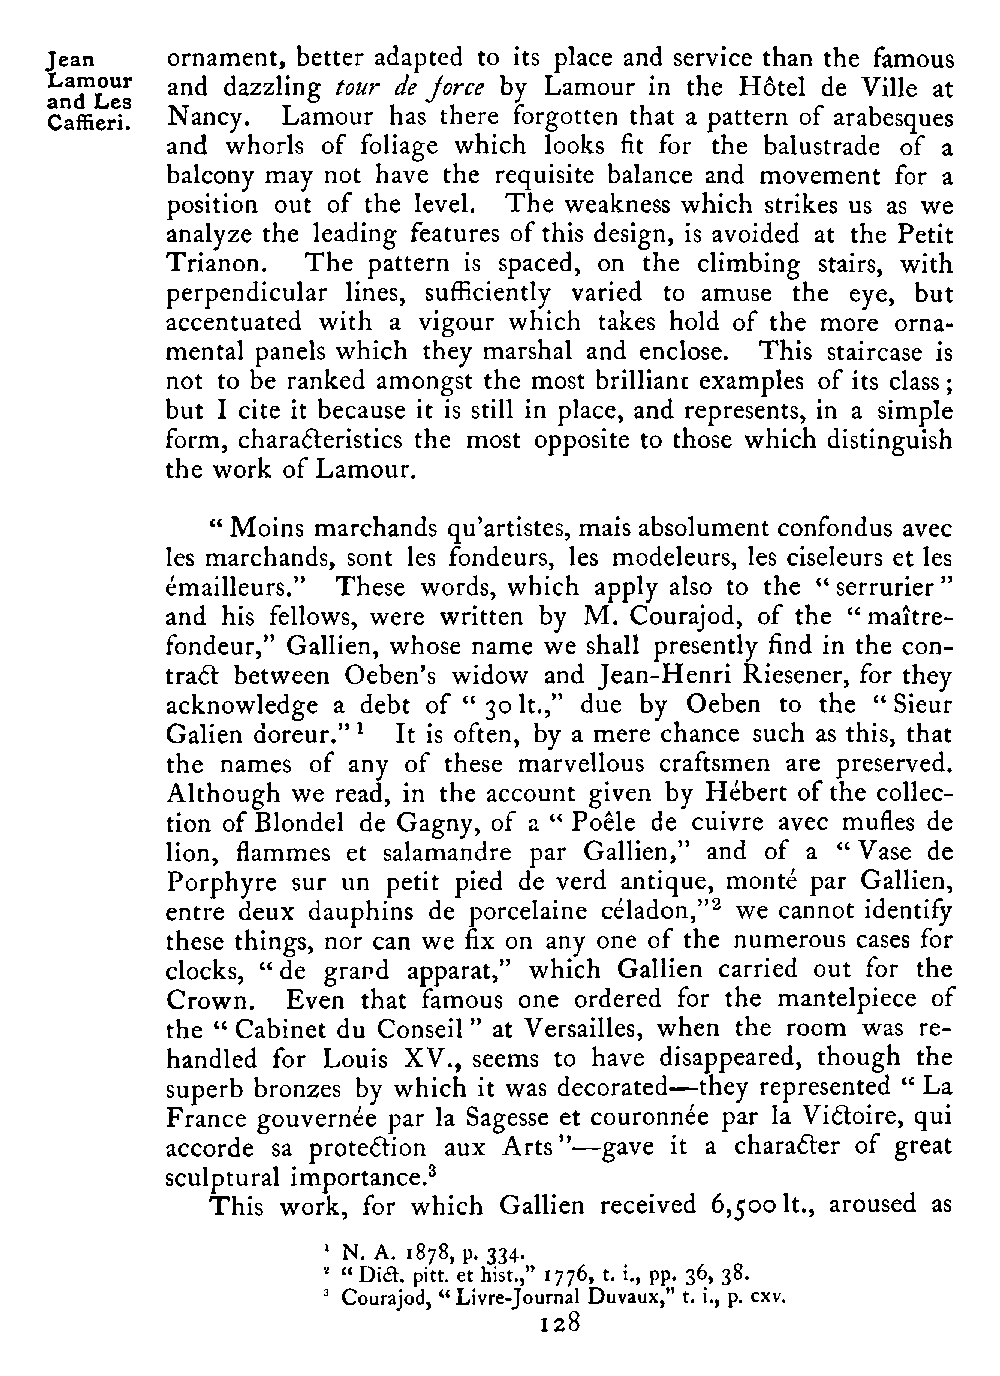 Jean
Lamour
and Les
Caffieri.
ornament, better adapted to its place and service than the famous
and dazzling tour de force by Lamour in the Hôtel de Ville at
Nancy. Lamour has there forgotten that a pattern of arabesques
and whorls of foliage which looks fit for the balustrade of a
balcony may not have the requisite balance and movement for a
position out of the level. The weakness which strikes us as we
analyze the leading features of this design, is avoided at the Petit
Trianon. The pattern is spaced, on the climbing stairs, with
perpendicular lines, sufficiently varied to amuse the eye, but
accentuated with a vigour which takes hold of the more orna-
mental panels which they marshal and enclose. This staircase is
not to be ranked amongst the most brilliant examples of its class;
but I cite it because it is still in place, and represents, in a simple
form, characteristics the most opposite to those which distinguish
the work of Lamour.
“Moins marchands qu’artistes, mais absolument confondus avec
les marchands, sont les fondeurs, les modeleurs, les ciseleurs et les
émailleurs.” These words, which apply also to the “serrurier”
and his fellows, were written by M. Courajod, of the “maître-
fondeur,” Gallien, whose name we shall presently find in the con-
tract between Oeben’s widow and Jean-Henri Riesener, for they
acknowledge a debt of “30 lt.,” due by Oeben to the “Sieur
Galien doreur.”¹ It is often, by a mere chance such as this, that
the names of any of these marvellous craftsmen are preserved.
Although we read, in the account given by Hébert of the collec-
tion of Blondel de Gagny, of a “Poêle de cuivre avec mufles de
lion, flammes et salamandre par Gallien,” and of a “Vase de
Porphyre sur un petit pied de verd antique, monté par Gallien,
entre deux dauphins de porcelaine céladon,”² we cannot identify
these things, nor can we fix on any one of the numerous cases for
clocks, “de grand apparat,” which Gallien carried out for the
Crown. Even that famous one ordered for the mantelpiece of
the “Cabinet du Conseil” at Versailles, when the room was re-
handled for Louis XV., seems to have disappeared, though the
superb bronzes by which it was decorated—they represented “La
France gouvernée par la Sagesse et couronnée par la Victoire, qui
accorde sa protection aux Arts”—gave it a character of great
sculptural importance.³
This work, for which Gallien received 6,500 lt., aroused as
¹ N. A. 1878, p. 334.
² “Dict. pitt. et hist.,” 1776, t. i., pp. 36, 38.
³ Courajod, “Livre-Journal Duvaux,” t. i., p. cxv.
128